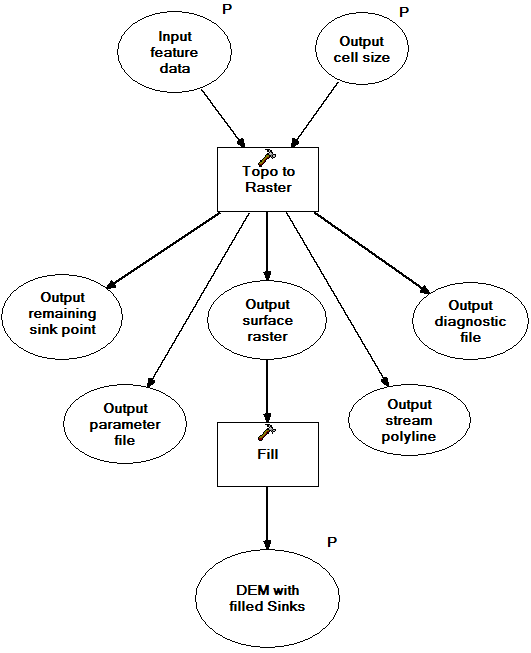 P
P
Input
feature
data
Output
cell size
Topo to
Raster
Output
remaining
sink point
Output
surface
raster
Output
diagnostic
file
Output
parameter
file
Output
stream
polyline
Fill
P
DEM with
filled Sinks